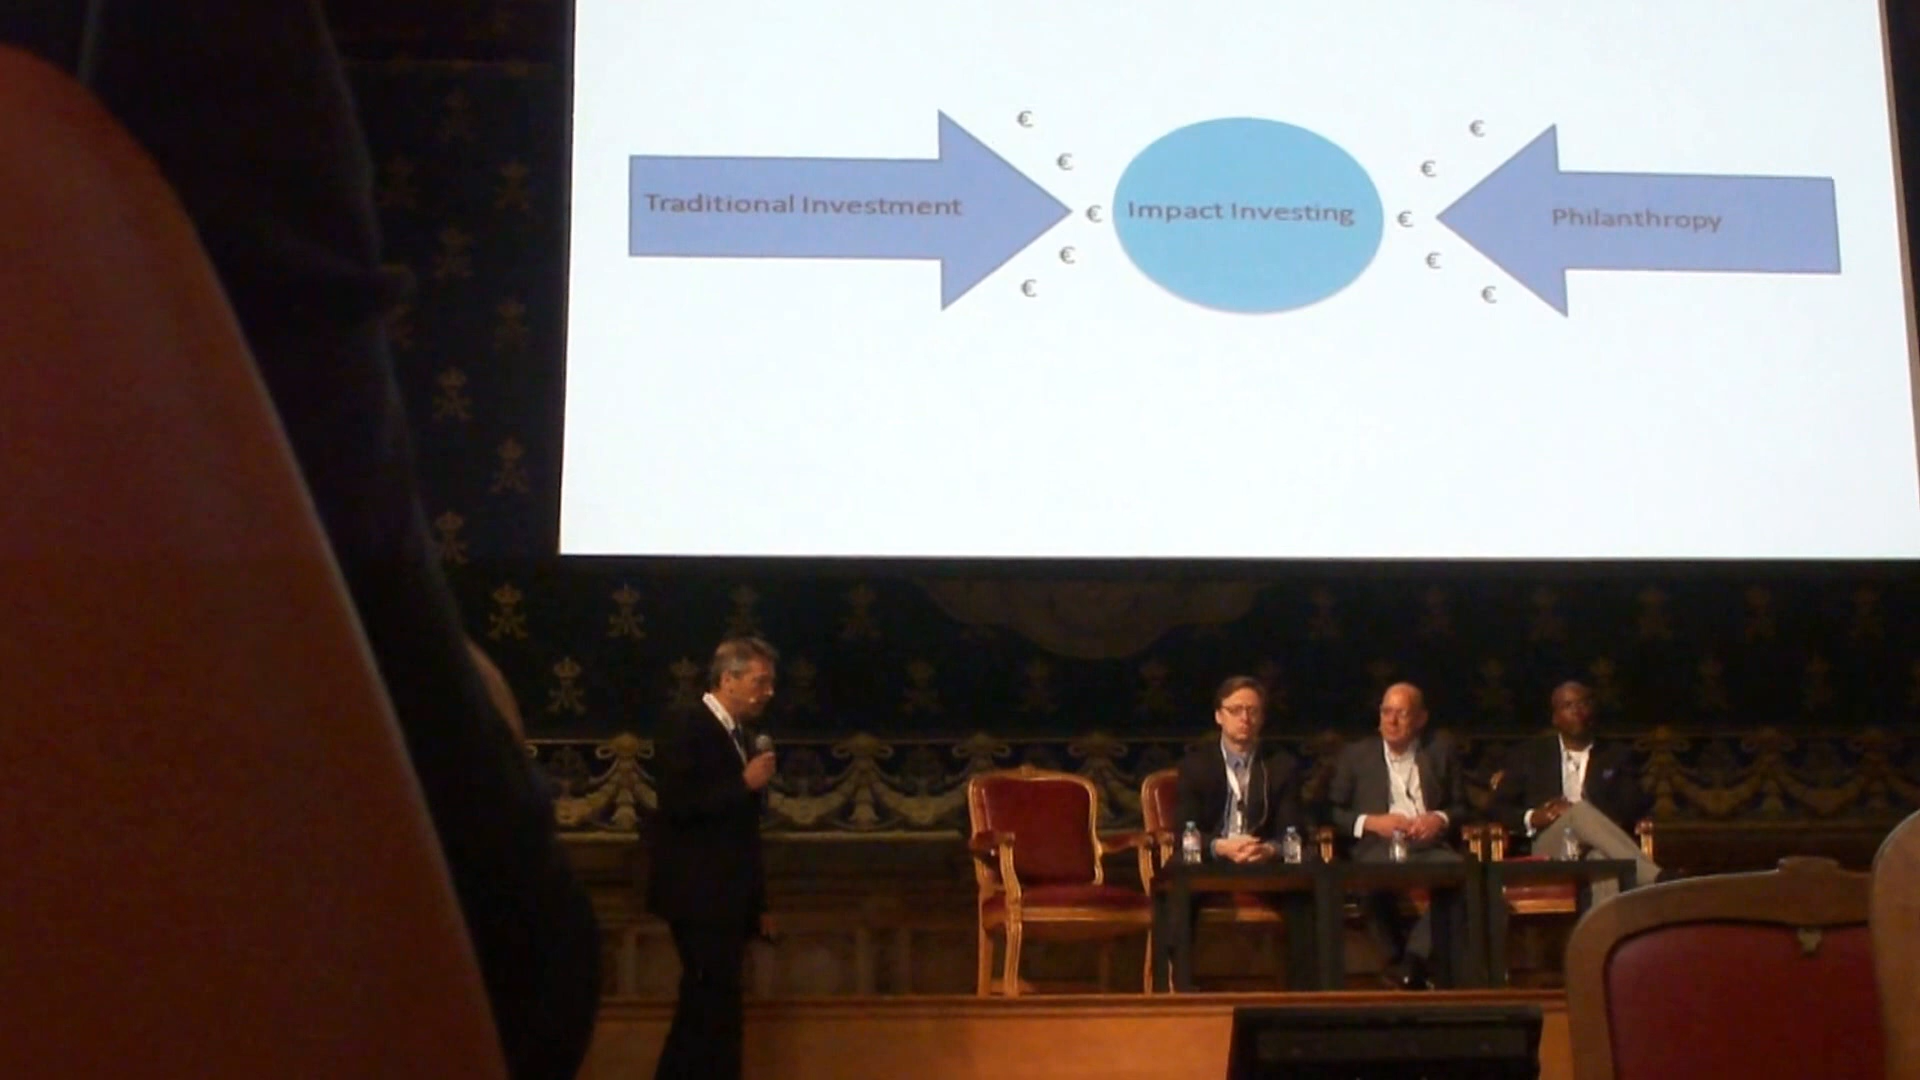 € €
€ €
Traditional Investment € Impact Investing € Philanthropy
€ €
€ €